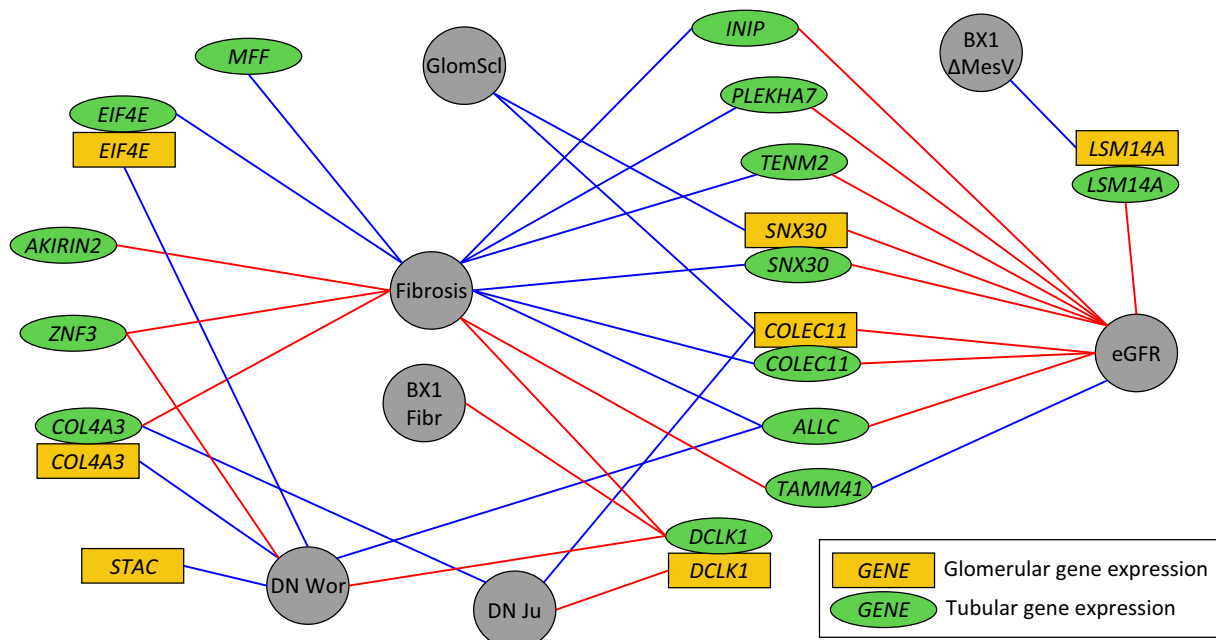 INIP
MFF
GlomScl
BX1
ΔMesV
PLEKHA7
EIF4E
EIF4E
LSM14A
LSM14A
TENM2
SNX30
SNX30
AKIRIN2
Fibrosis
ZNF3
COLEC11
COLEC11
eGFR
BX1
Fibr
COL4A3
COL4A3
ALLC
TAMM41
DCLK1
DCLK1
STAC
DN Wor
DN Ju
GENE Glomerular gene expression
GENE Tubular gene expression